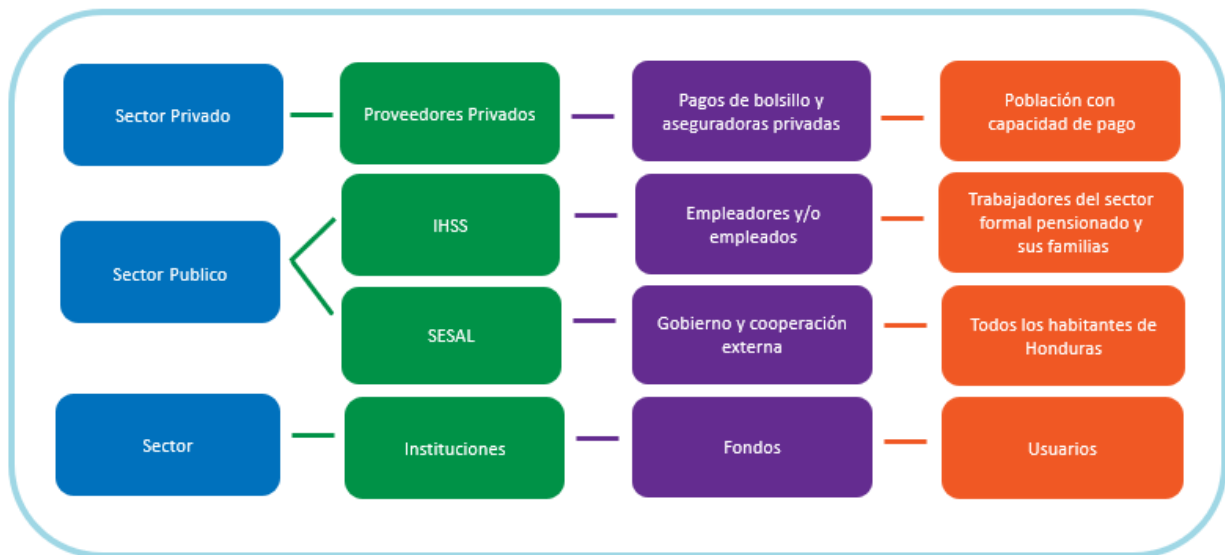 Sector Privado
Proveedores Privados
Pagos de bolsillo y
aseguradoras privadas
Población con
capacidad de pago
Sector Publico
IHSS
Empleadores y/o
empleados
Trabajadores del sector
formal pensionado y
sus familias
SESAL
Gobierno y cooperación
externa
Todos los habitantes de
Honduras
Sector
Instituciones
Fondos
Usuarios